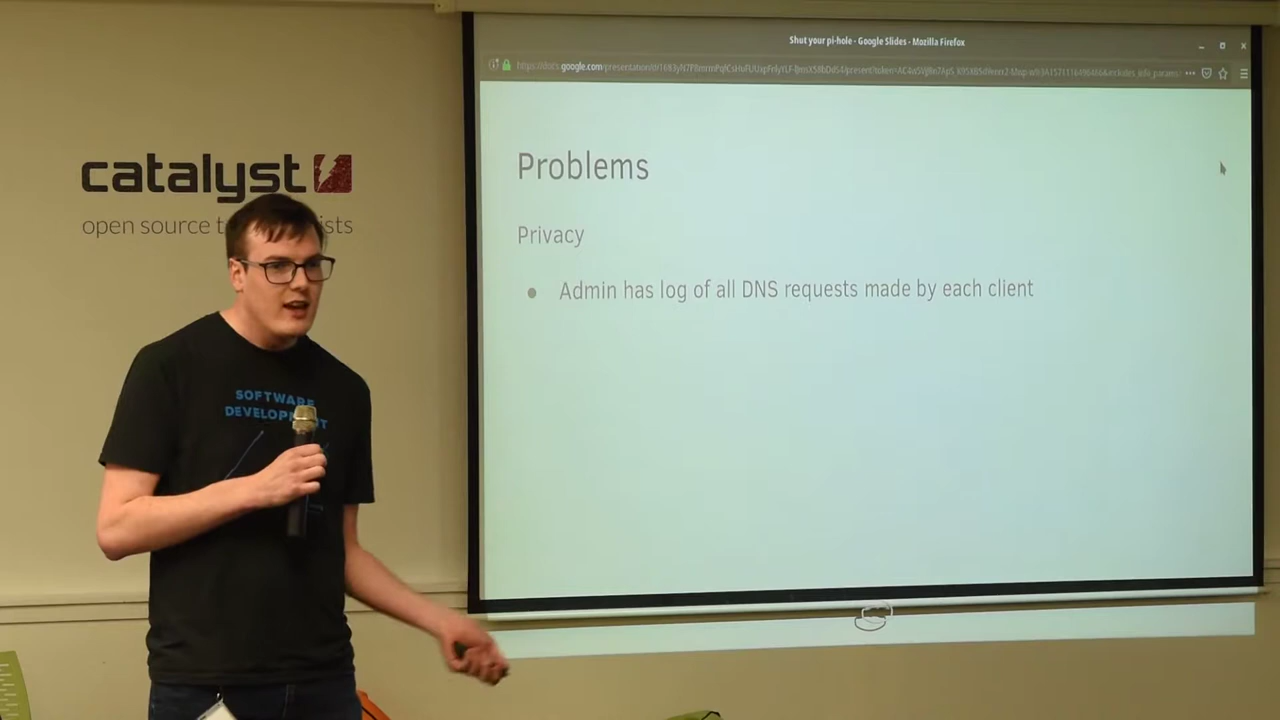 Shut your pi-hole - Google Slides - Mozilla Firefox
catalyst
open source t ists
Problems
Privacy
● Admin has log of all DNS requests made by each client
SOFTWARE
DEVELOP T